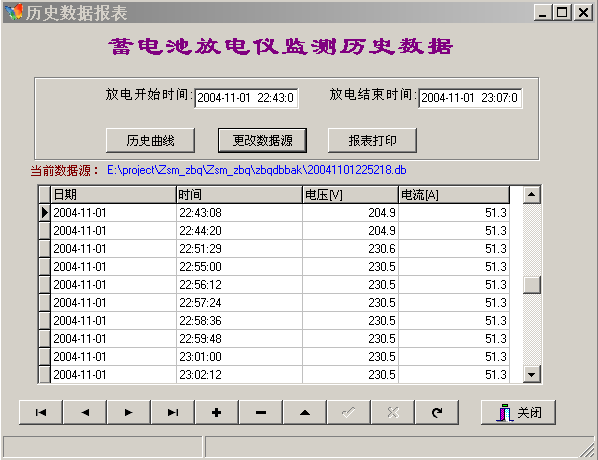 历史数据报表
蓄电池放电仪监测历史数据
放电开始时间: 2004-11-01 22:43:0 放电结束时间: 2004-11-01 23:07:0
历史曲线 更改数据源 报表打印
当前数据源： E:\project\Zsm_zbq\Zsm_zbq\zbqdbbak\20041101225218.db
日期 时间 电压[V] 电流[A]
2004-11-01 22:43:08 204.9 51.3
2004-11-01 22:44:20 204.9 51.3
2004-11-01 22:51:29 230.6 51.3
2004-11-01 22:55:00 230.5 51.3
2004-11-01 22:56:12 230.5 51.3
2004-11-01 22:57:24 230.5 51.3
2004-11-01 22:58:36 230.5 51.3
2004-11-01 22:59:48 230.5 51.3
2004-11-01 23:01:00 230.5 51.3
2004-11-01 23:02:12 230.5 51.3
关闭